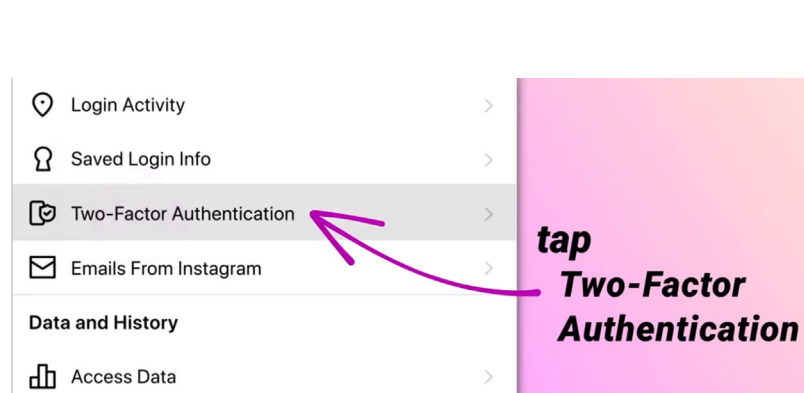 Login Activity
Saved Login Info
Two-Factor Authentication
Emails From Instagram
Data and History
Access Data
tap
Two-Factor
Authentication